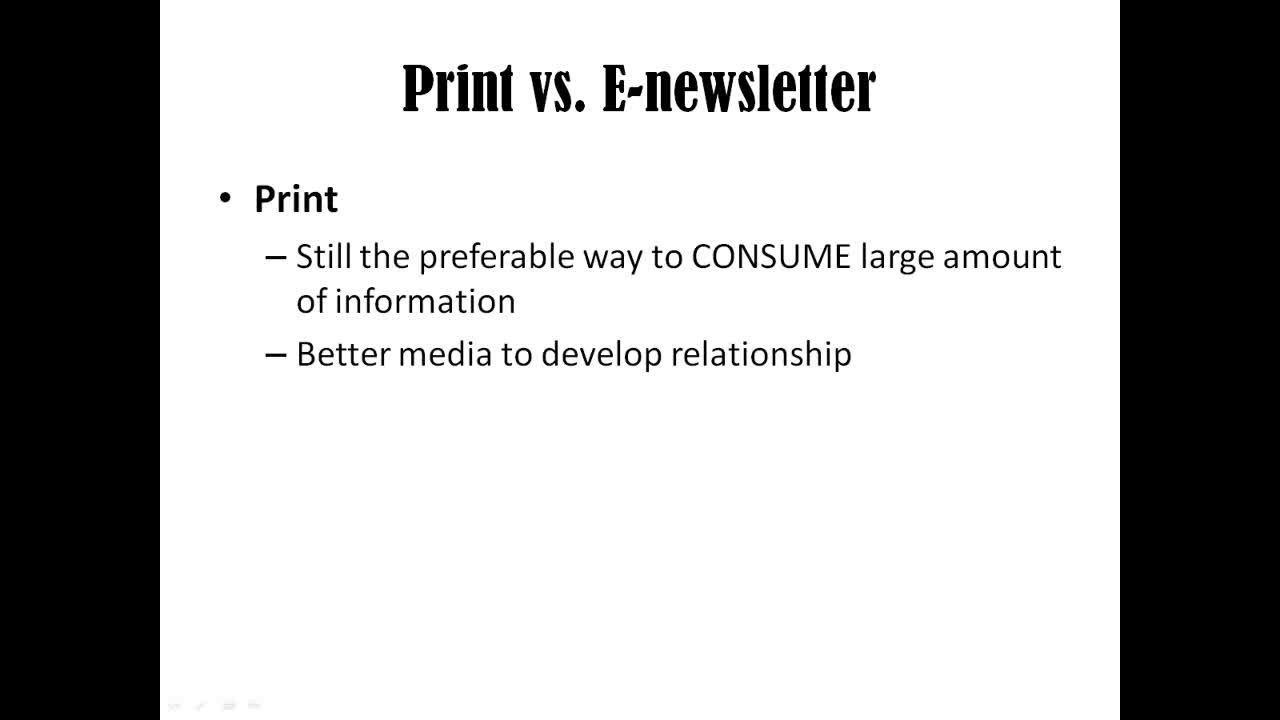 Print vs. E-newsletter
• Print
– Still the preferable way to CONSUME large amount
of information
– Better media to develop relationship